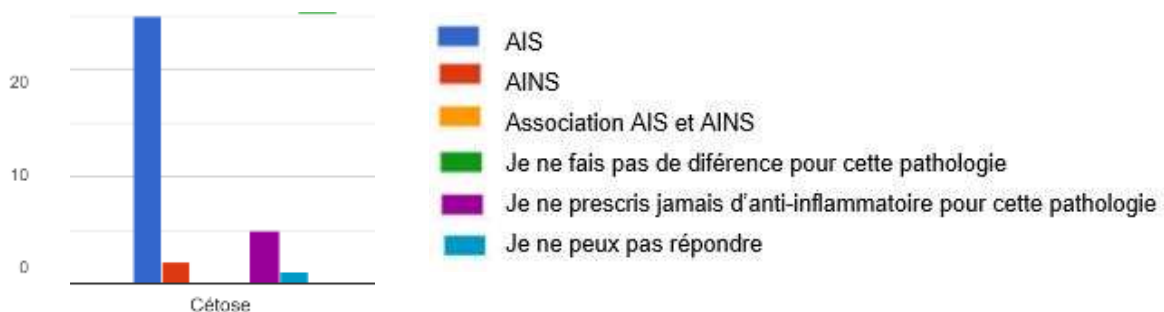 20
10
0
Cétose
AIS
AINS
Association AIS et AINS
Je ne fais pas de diférence pour cette pathologie
Je ne prescris jamais d'anti-inflammatoire pour cette pathologie
Je ne peux pas répondre